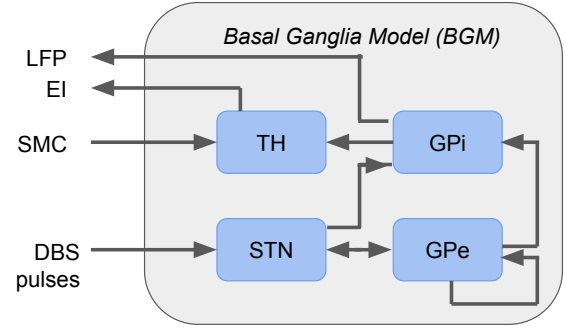 Basal Ganglia Model (BGM)
LFP
EI
SMC
TH
GPi
DBS
pulses
STN
GPe